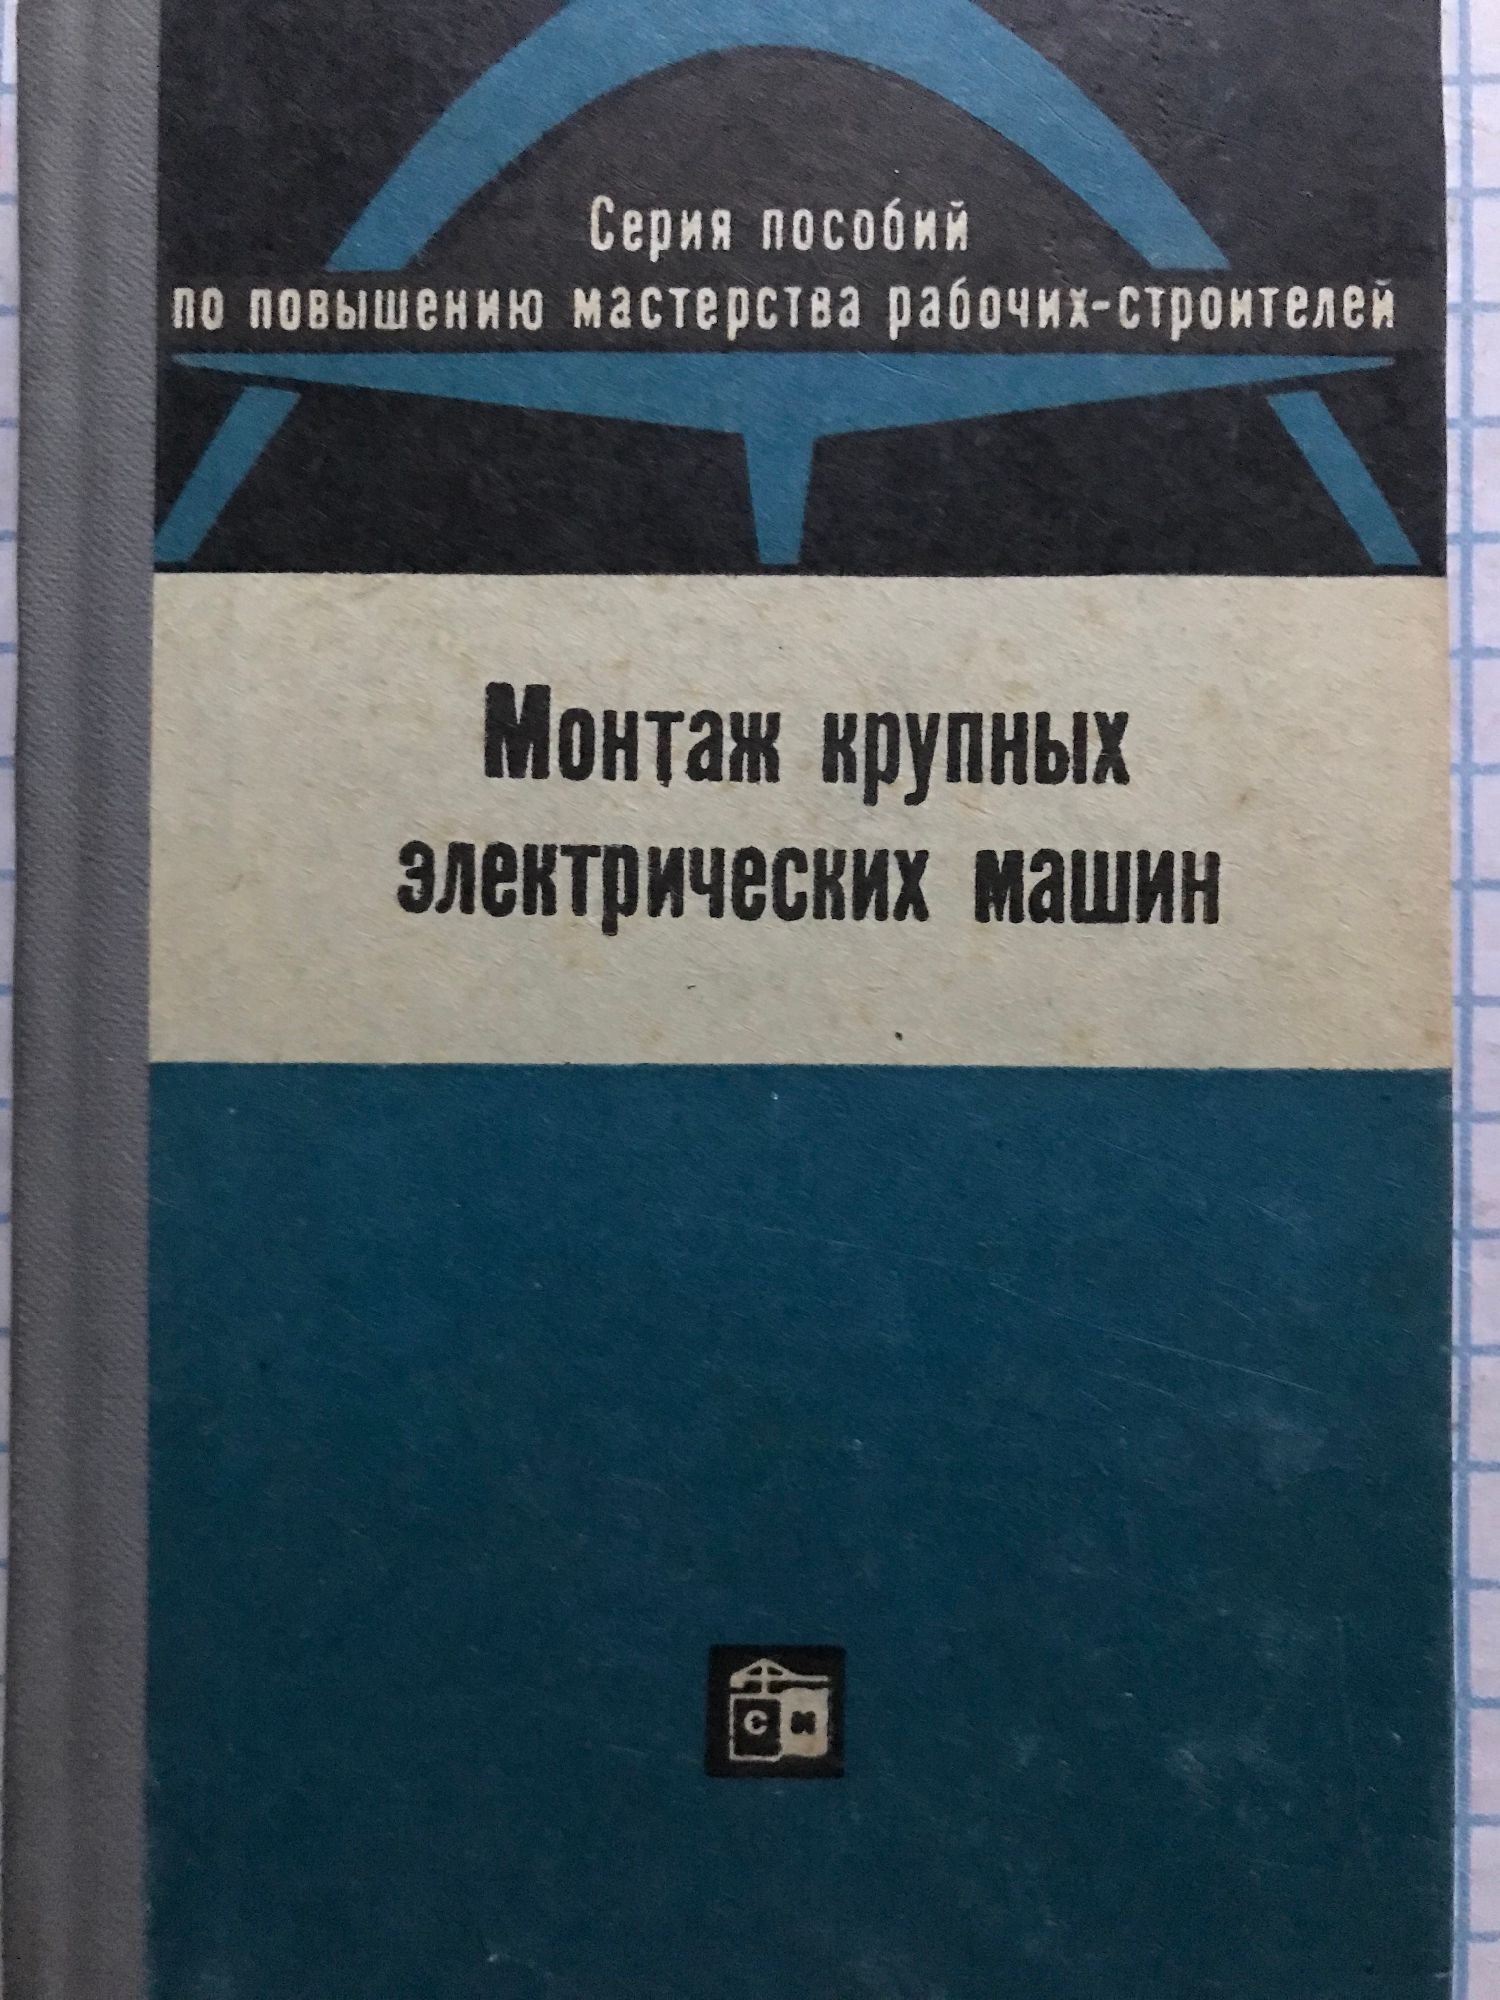 Серия пособий
по повышению мастерства рабочих-строителей
Монтаж крупных
электрических машин
С И